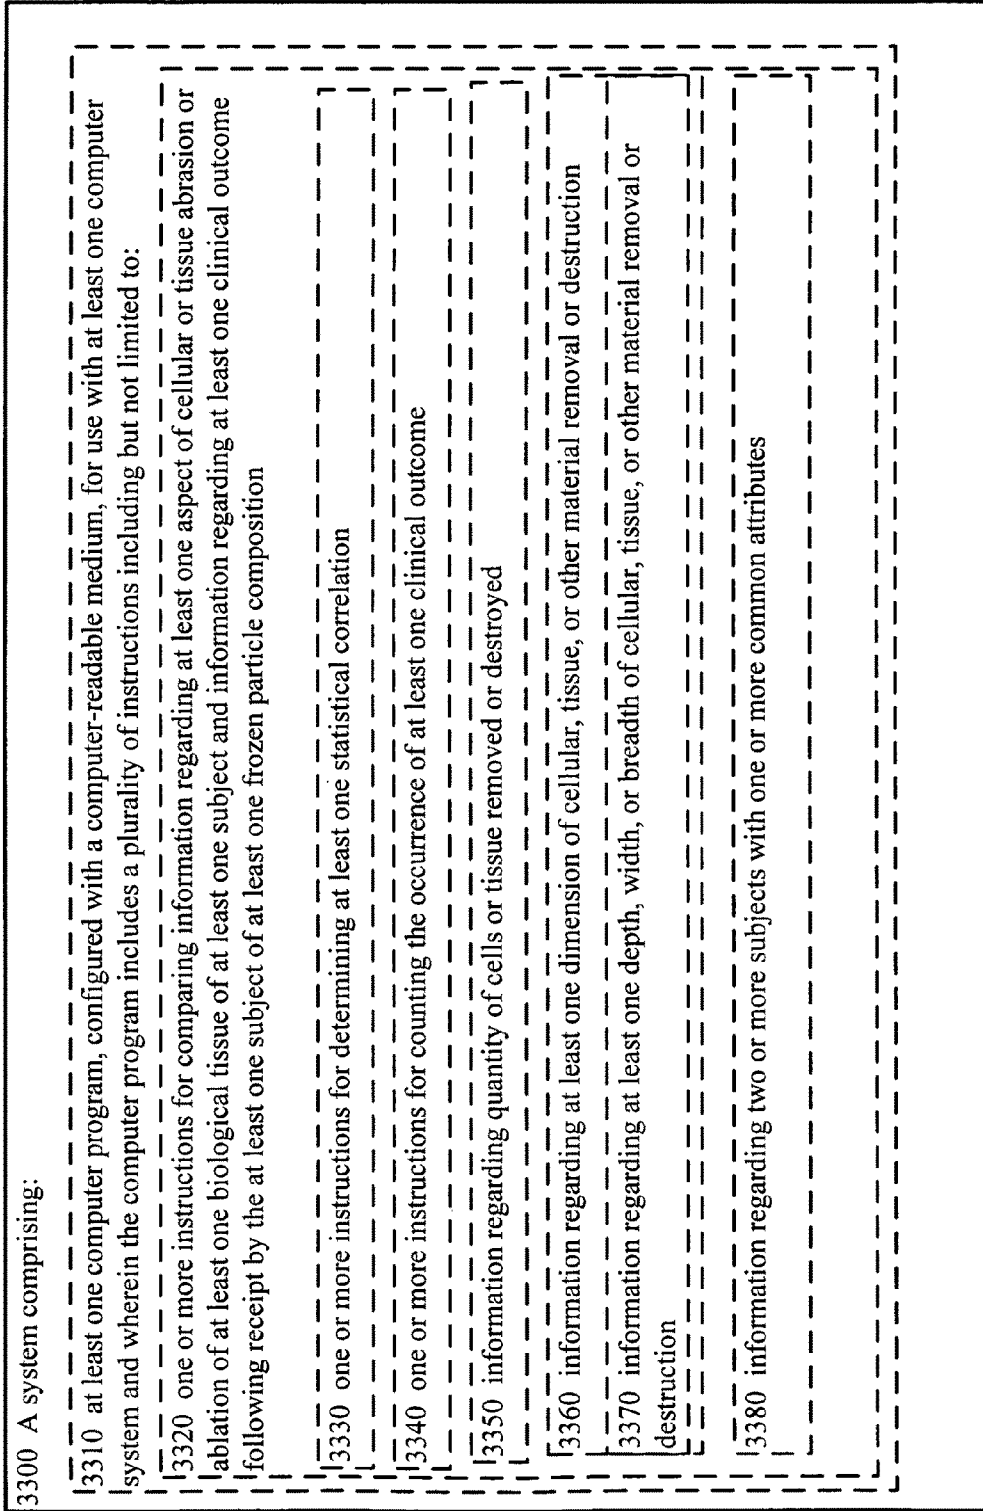 3300 A system comprising:
3310 at least one computer program, configured with a computer-readable medium, for use with at least one computer
system and wherein the computer program includes a plurality of instructions including but not limited to:
3320 one or more instructions for comparing information regarding at least one aspect of cellular or tissue abrasion or
ablation of at least one biological tissue of at least one subject and information regarding at least one clinical outcome
following receipt by the at least one subject of at least one frozen particle composition
3330 one or more instructions for determining at least one statistical correlation
3340 one or more instructions for counting the occurrence of at least one clinical outcome
3350 information regarding quantity of cells or tissue removed or destroyed
3360 information regarding at least one dimension of cellular, tissue, or other material removal or destruction
3370 information regarding at least one depth, width, or breadth of cellular, tissue, or other material removal or
destruction
3380 information regarding two or more subjects with one or more common attributes